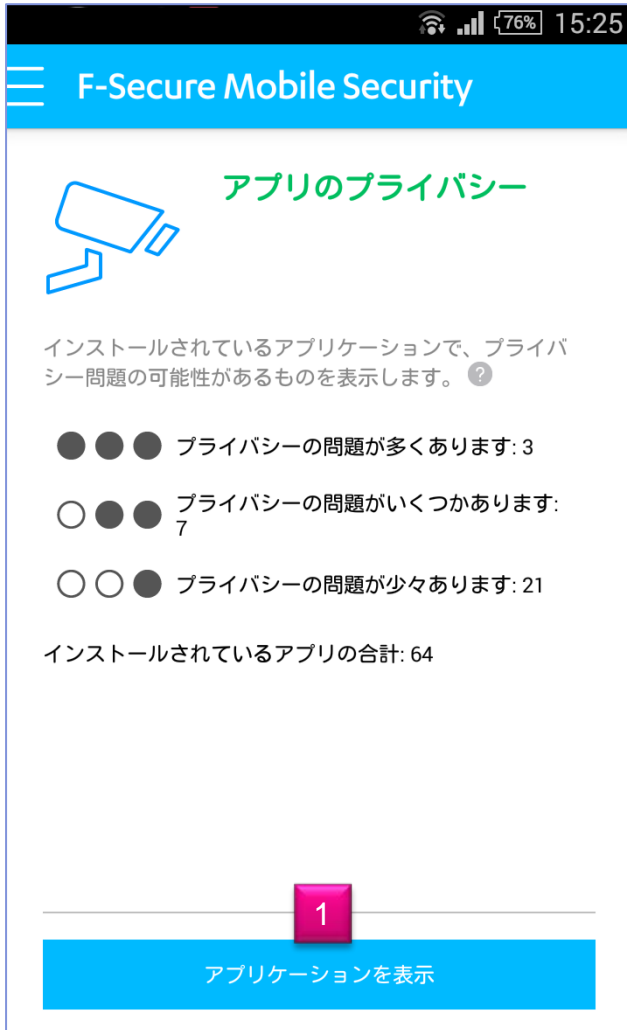 76% 15:25
F-Secure Mobile Security
アプリのプライバシー
インストールされているアプリケーションで、プライバ
シー問題の可能性があるものを表示します。 ?
プライバシーの問題が多くあります: 3
プライバシーの問題がいくつかあります:
7
プライバシーの問題が少々あります: 21
インストールされているアプリの合計: 64
1
アプリケーションを表示